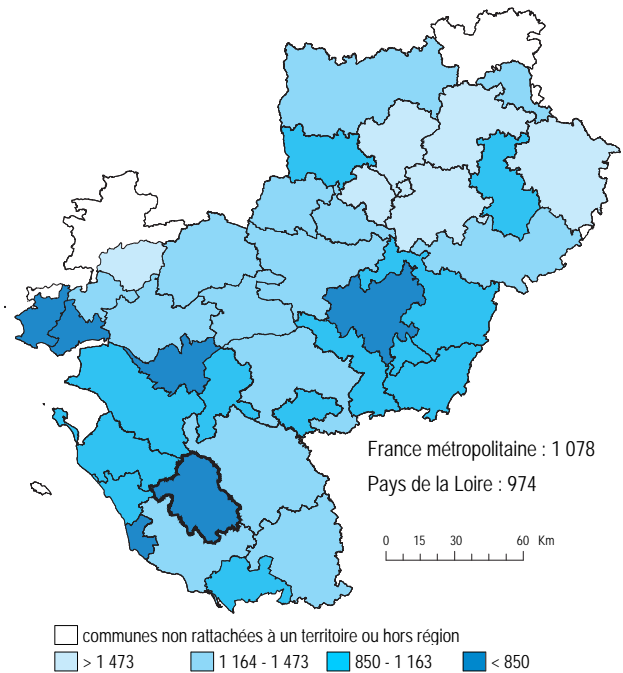 France métropolitaine : 1 078
Pays de la Loire : 974
0 15 30 60 Km
communes non rattachées à un territoire ou hors région
> 1 473 1 164 - 1 473 850 - 1 163 < 850